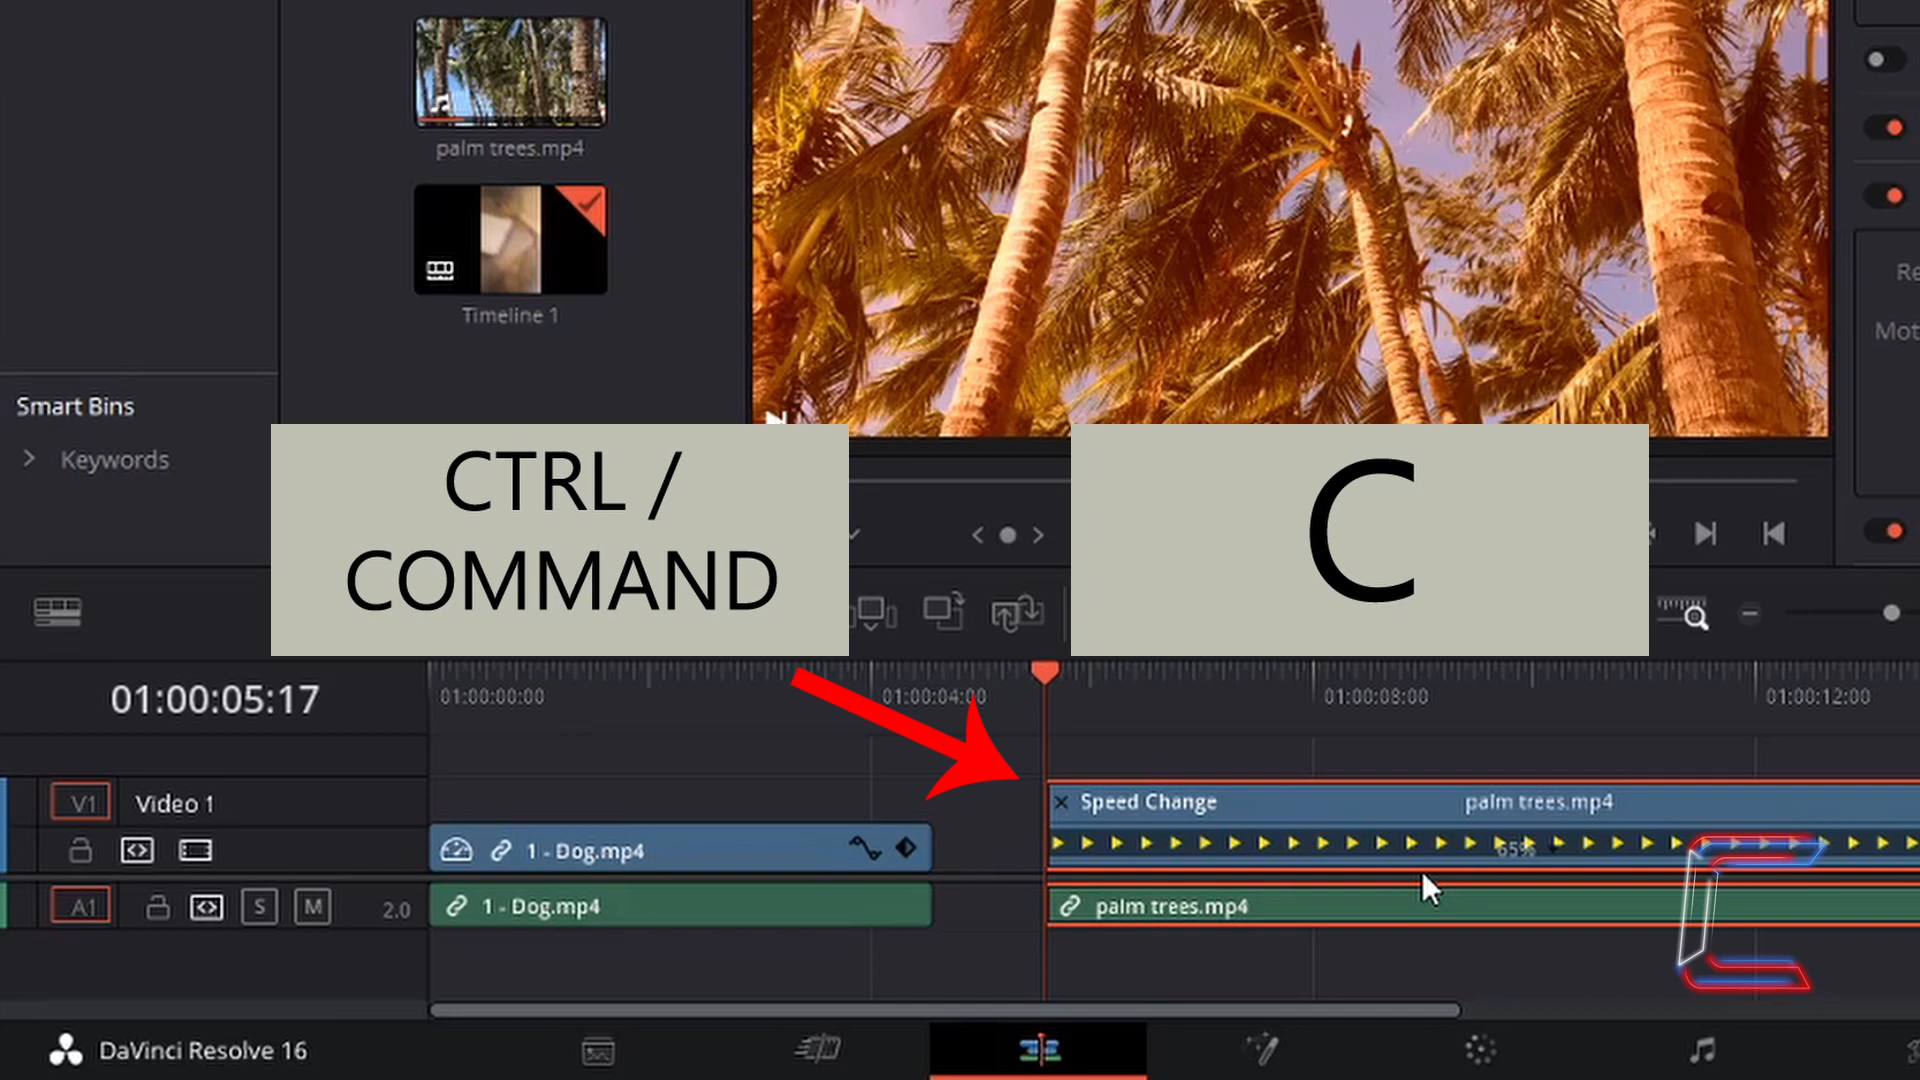 palm trees.mp4
Timeline 1
Smart Bins
Keywords
Re
Mot
CTRL /
COMMAND
C
01:00:05:17
01:00:00:00
01:00:04:00
01:00:08:00
01:00:12:00
V1
Video 1
Speed Change
palm trees.mp4
1 - Dog.mp4
65%
A1
S
M
2.0
1 - Dog.mp4
palm trees.mp4
DaVinci Resolve 16